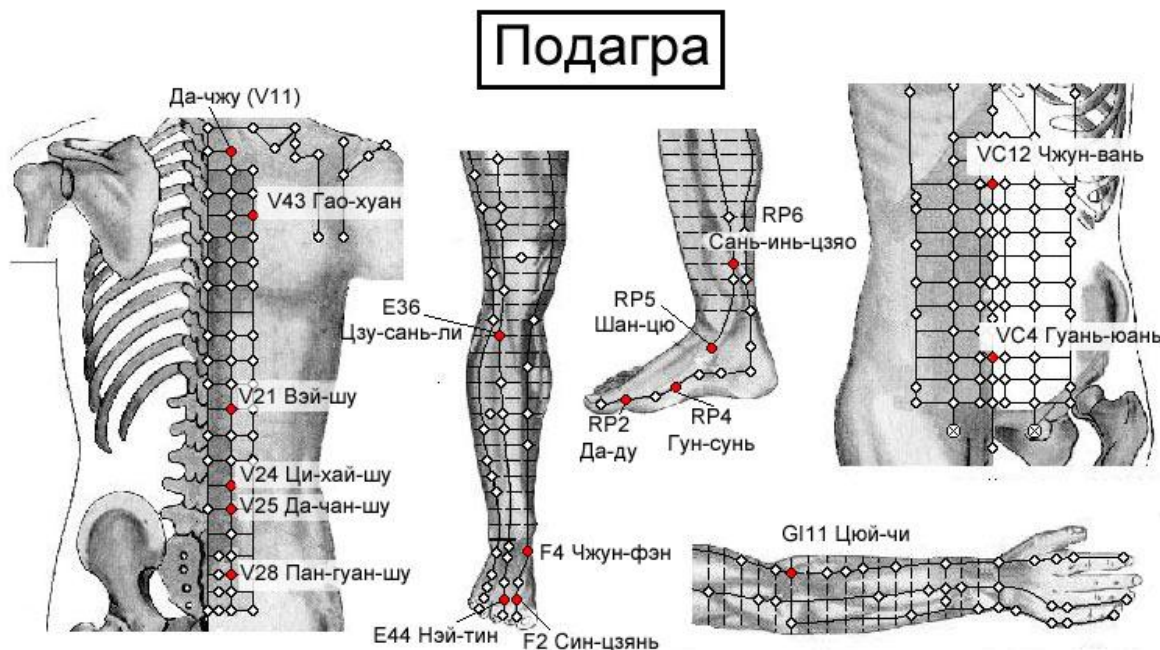 Подагра
Да-чжу (V11)
V43 Гао-хуан
V21 Вэй-шу
V24 Ци-хай-шу
V25 Да-чан-шу
V28 Пан-гуан-шу
E36
Цзу-сань-ли
F4 Чжун-фэн
E44 Нэй-тин
F2 Син-цзянь
RP6
Сань-инь-цзяо
RP5
Шан-цю
RP2
Да-ду
RP4
Гун-сунь
VC12 Чжун-вань
VC4 Гуань-юань
GI11 Цюй-чи